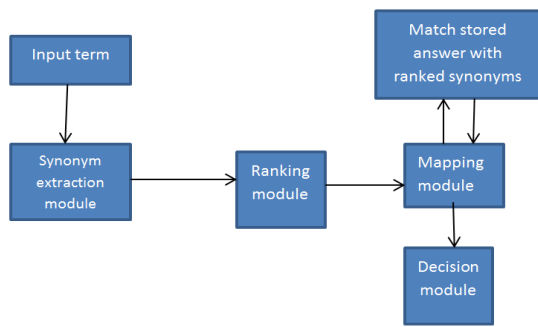 Input term
Synonym
extraction
module
Ranking
module
Match stored
answer with
ranked synonyms
Mapping
module
Decision
module